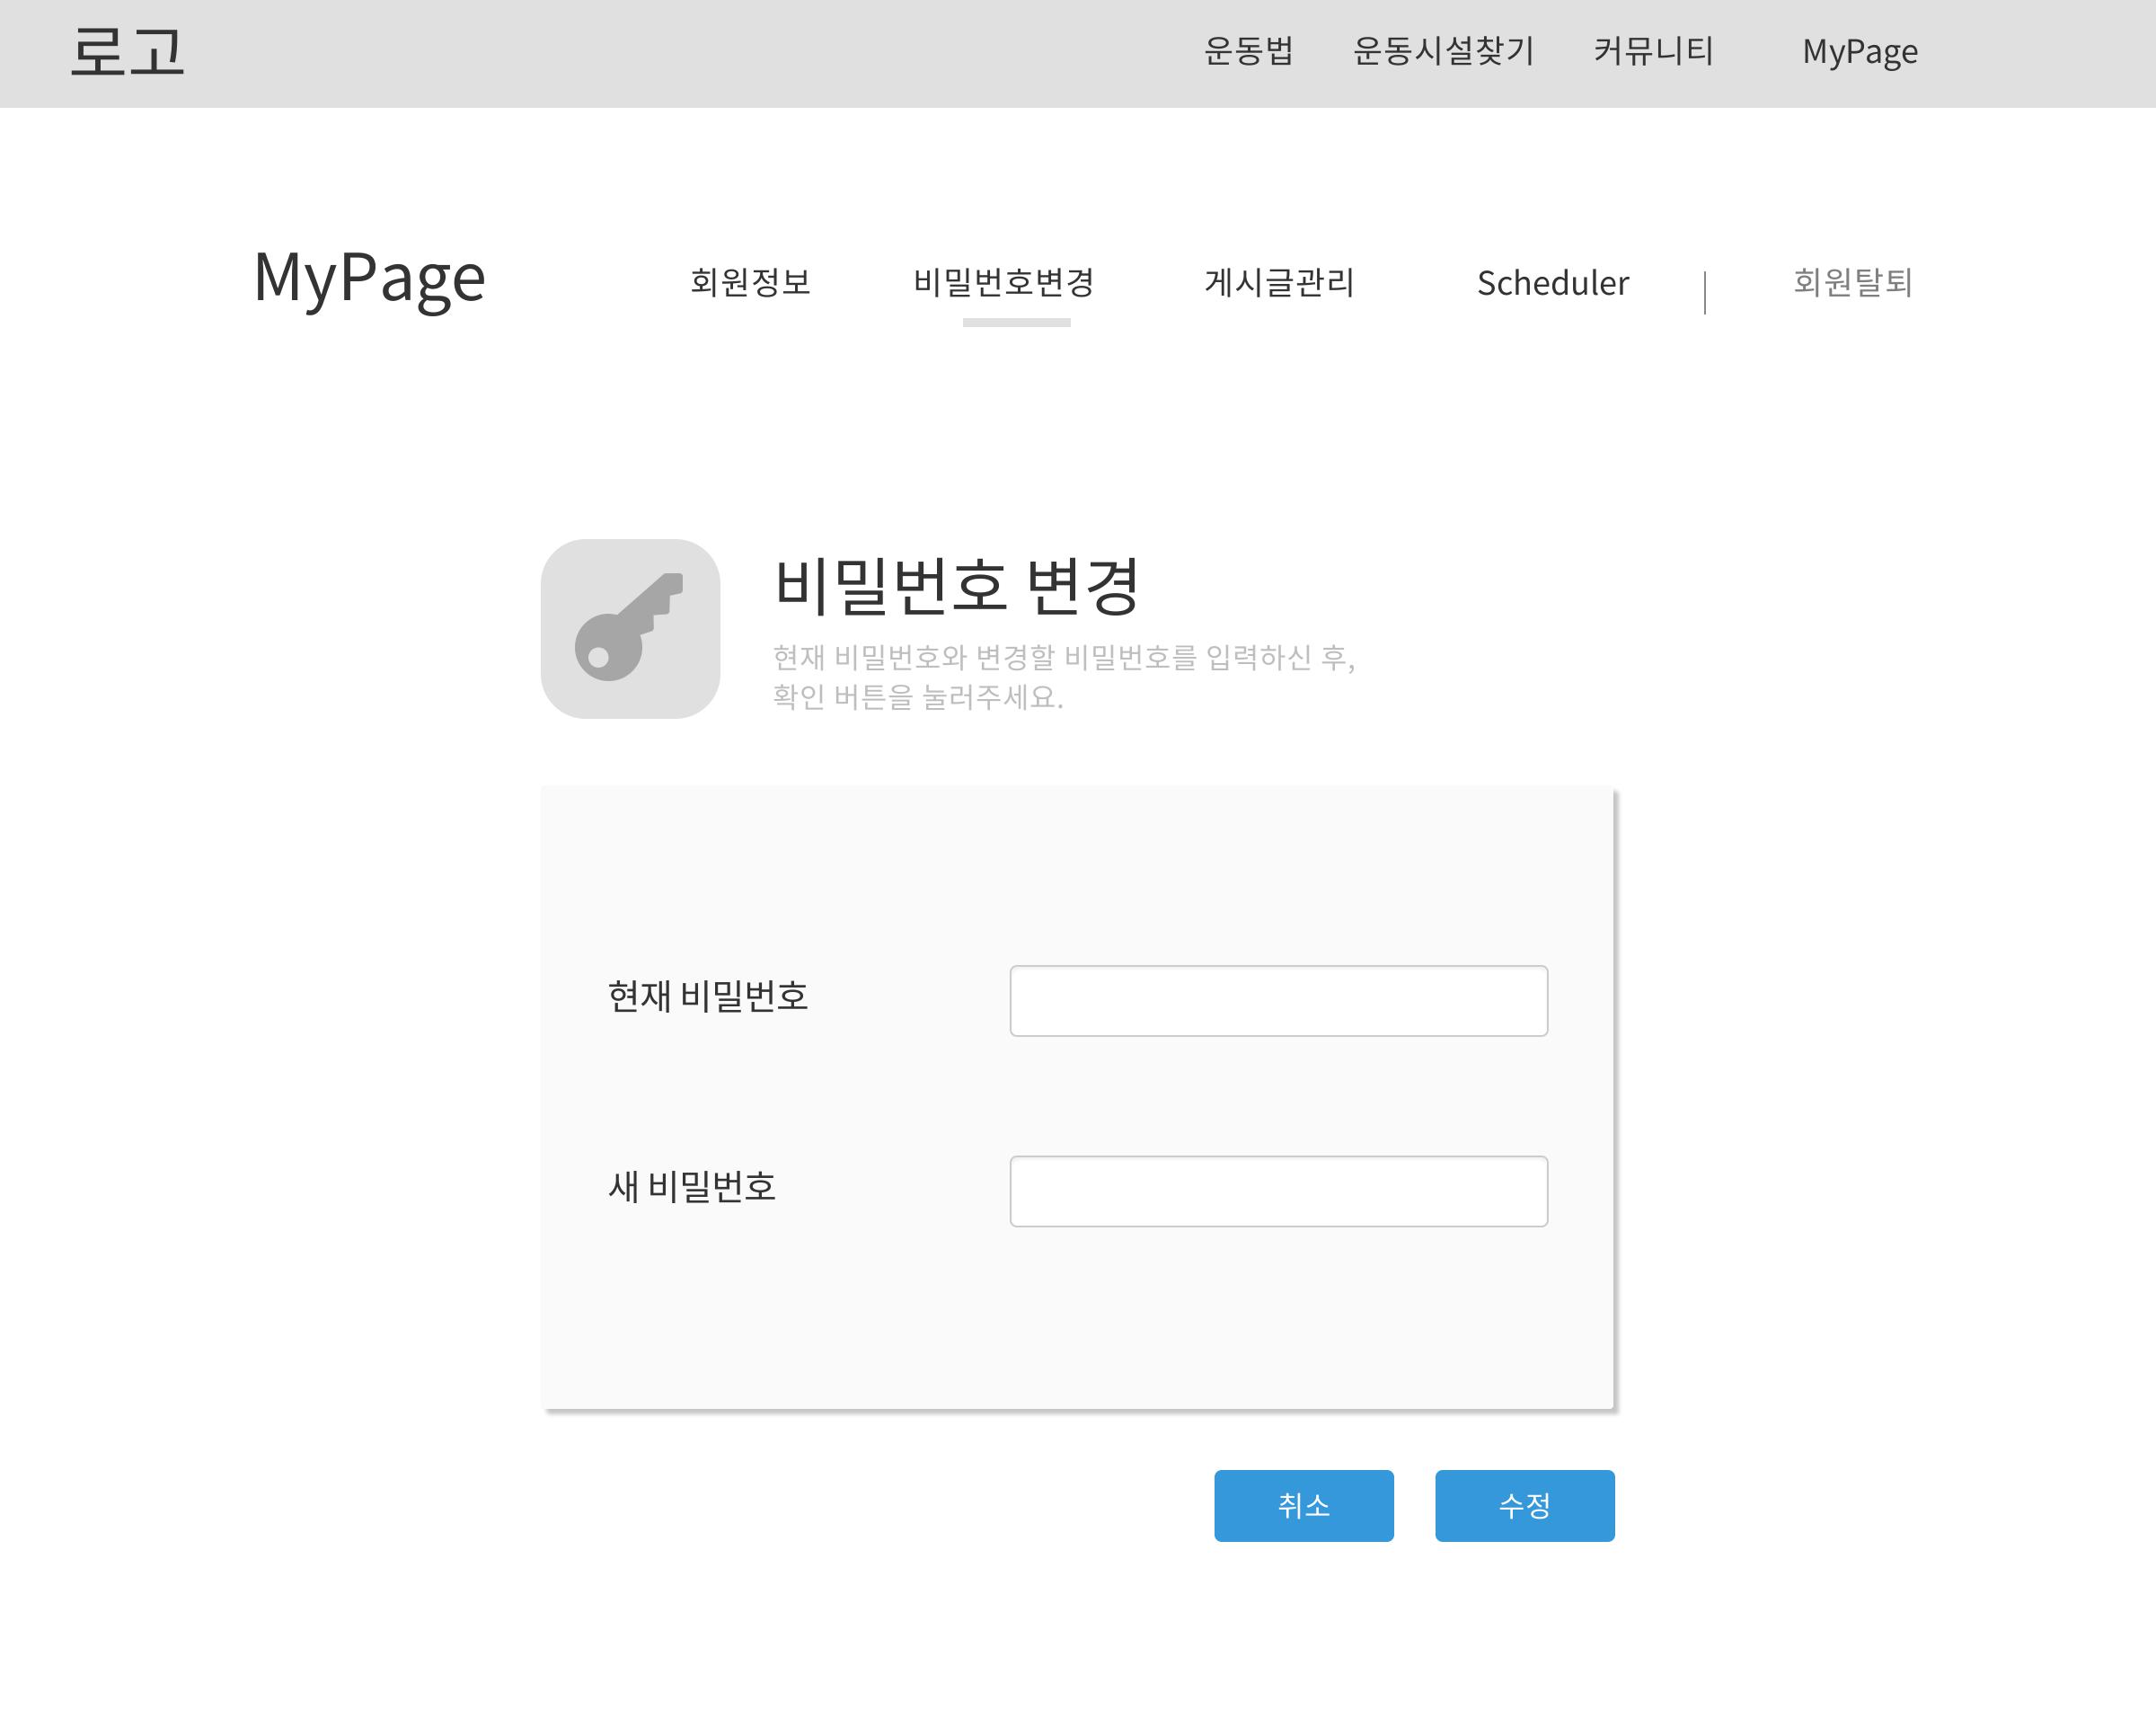 로고
운동법 운동시설찾기 커뮤니티 MyPage
MyPage 회원정보 비밀번호변경 게시글관리 Scheduler 회원탈퇴
비밀번호 변경
현재 비밀번호와 변경할 비밀번호를 입력하신 후,
확인 버튼을 눌러주세요.
현재 비밀번호
새 비밀번호
취소 수정